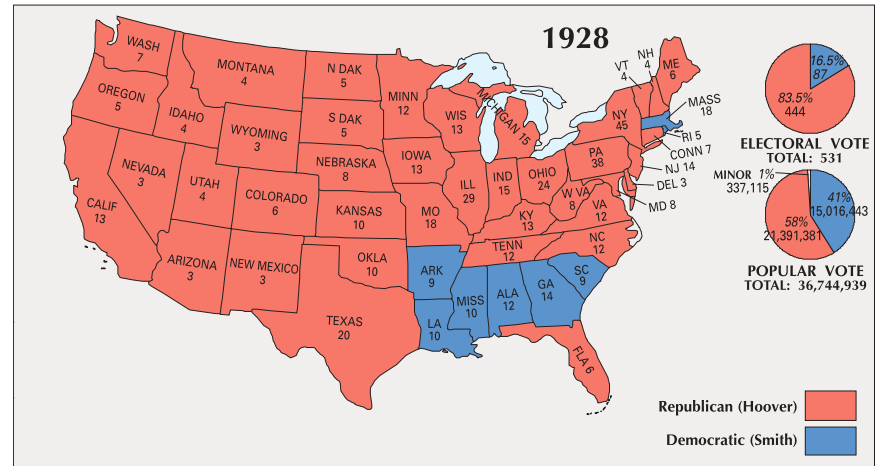 1928
WASH
7
OREGON
5
CALIF
13
NEVADA
3
IDAHO
4
MONTANA
4
WYOMING
3
UTAH
4
COLORADO
6
ARIZONA
3
NEW MEXICO
3
N DAK
5
S DAK
5
NEBRASKA
8
KANSAS
10
OKLA
10
TEXAS
20
MINN
12
IOWA
13
MO
18
ARK
9
LA
10
WIS
13
ILL
29
MICHIGAN 15
IND
15
OHIO
24
KY
13
TENN
12
MISS
10
ALA
12
GA
14
FLA 6
SC
9
NC
12
VA
12
W VA
8
PA
38
NY
45
VT
4
NH
4
ME
6
MASS
18
RI 5
CONN 7
NJ 14
DEL 3
MD 8
16.5%
87
83.5%
444
ELECTORAL VOTE
TOTAL: 531
MINOR 1%
337,115
41%
15,016,443
58%
21,391,381
POPULAR VOTE
TOTAL: 36,744,939
Republican (Hoover)
Democratic (Smith)